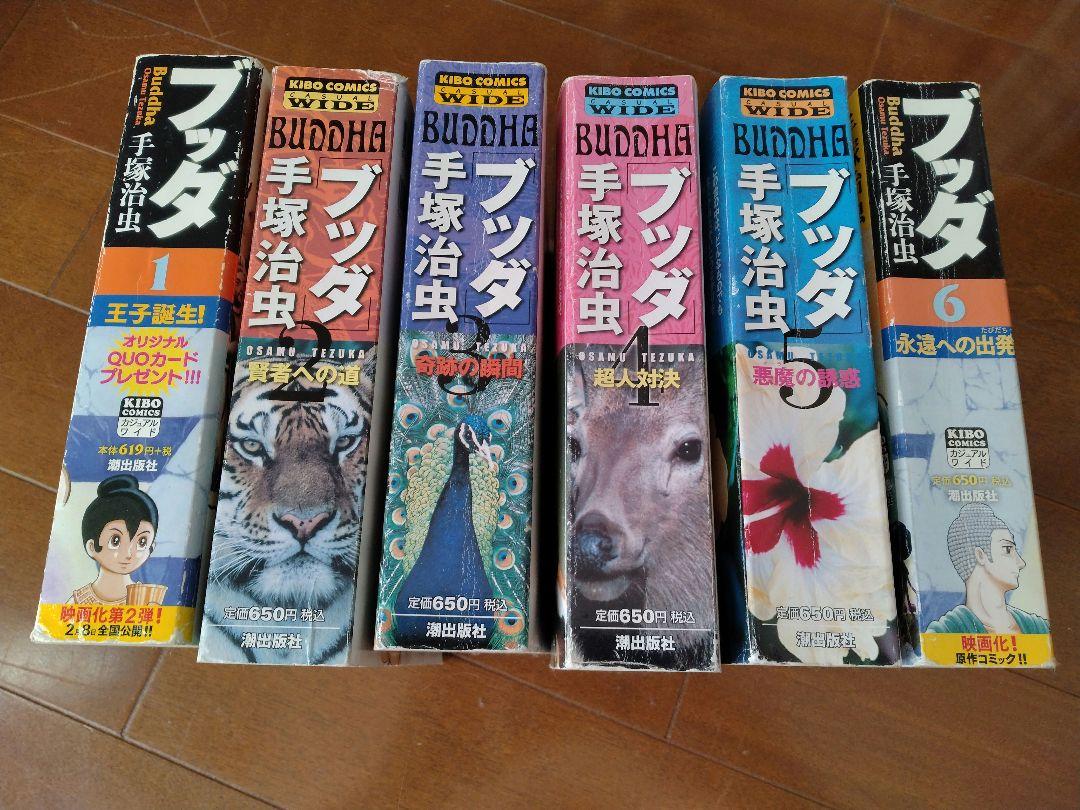 ブッダ
Buddha
Osamu Tezuka
手塚治虫
1
王子誕生!
オリジナル
QUOカード
プレゼント!!!
KIBO
COMICS
カジュアル
ワイド
本体619円+税
潮出版社
映画化第2弾!
2月8日全国公開!!
KIBO COMICS
CASUAL
WIDE
BUDDHA
ブッダ
手塚治虫
2
OSAMU TEZUKA
賢者への道
定価650円 税込
潮出版社
KIBO COMICS
CASUAL
WIDE
BUDDHA
ブッダ
手塚治虫
3
OSAMU TEZUKA
奇跡の瞬間
定価650円 税込
潮出版社
KIBO COMICS
CASUAL
WIDE
BUDDHA
ブッダ
手塚治虫
4
OSAMU TEZUKA
超人対決
定価650円 税込
潮出版社
KIBO COMICS
CASUAL
WIDE
BUDDHA
ブッダ
手塚治虫
5
OSAMU TEZUKA
悪魔の誘惑
定価650円 税込
潮出版社
ブッダ
Buddha
Osamu Tezuka
手塚治虫
6
たびだち
永遠への出発
KIBO
COMICS
カジュアル
ワイド
定価650円 税込
潮出版社
映画化!
原作コミック!!